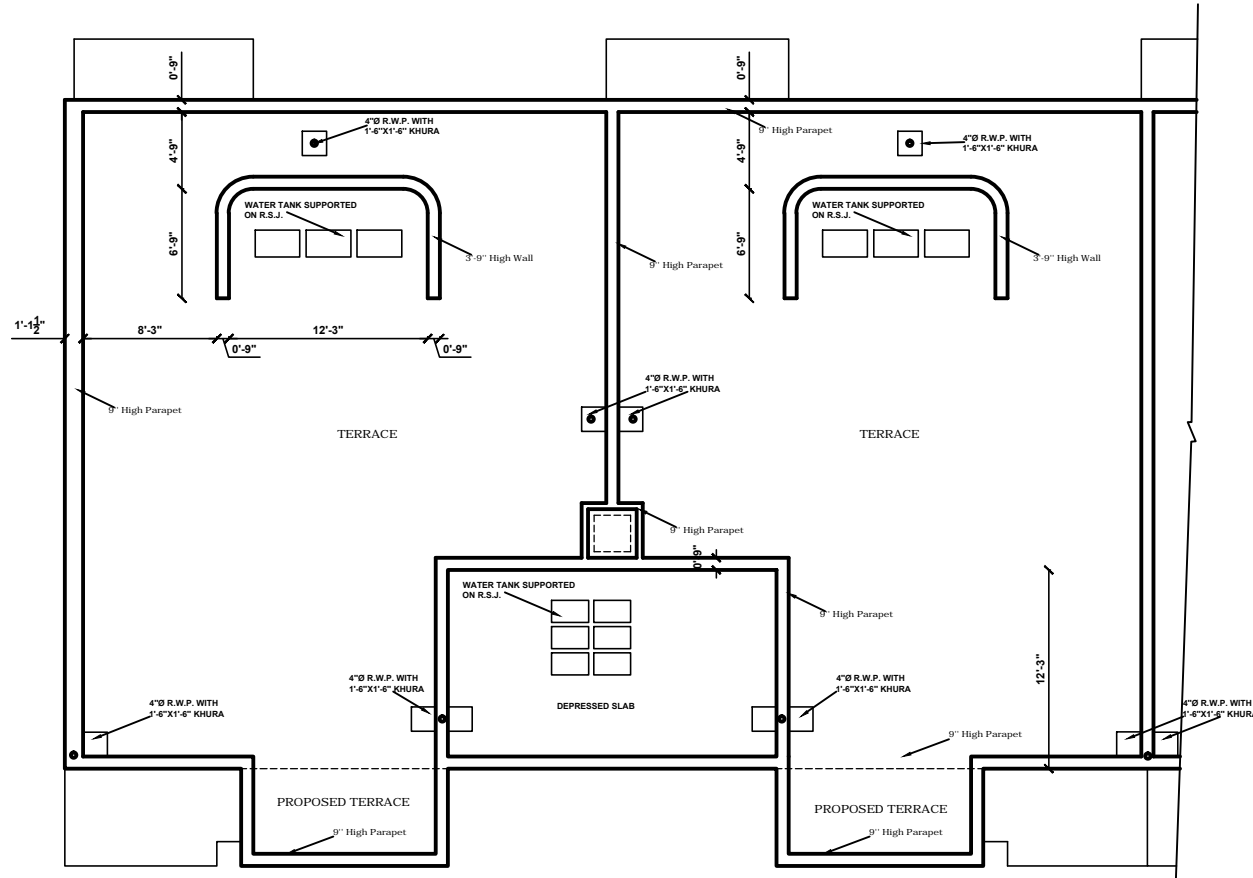 0'-9"
0'-9"
4"Ø R.W.P. WITH
1'-6"X1'-6" KHURA
9" High Parapet
4"Ø R.W.P. WITH
1'-6"X1'-6" KHURA
4'-9"
4'-9"
WATER TANK SUPPORTED
ON R.S.J.
WATER TANK SUPPORTED
ON R.S.J.
6'-9"
3'-9" High Wall
9" High Parapet
6'-9"
3'-9" High Wall
1'-1½"
8'-3"
12'-3"
0'-9"
0'-9"
4"Ø R.W.P. WITH
1'-6"X1'-6" KHURA
9" High Parapet
TERRACE
TERRACE
9" High Parapet
0'-9"
WATER TANK SUPPORTED
ON R.S.J.
9" High Parapet
12'-3"
4"Ø R.W.P. WITH
1'-6"X1'-6" KHURA
4"Ø R.W.P. WITH
1'-6"X1'-6" KHURA
4"Ø R.W.P. WITH
1'-6"X1'-6" KHURA
DEPRESSED SLAB
4"Ø R.W.P. WITH
1'-6"X1'-6" KHURA
9" High Parapet
PROPOSED TERRACE
PROPOSED TERRACE
9" High Parapet
9" High Parapet